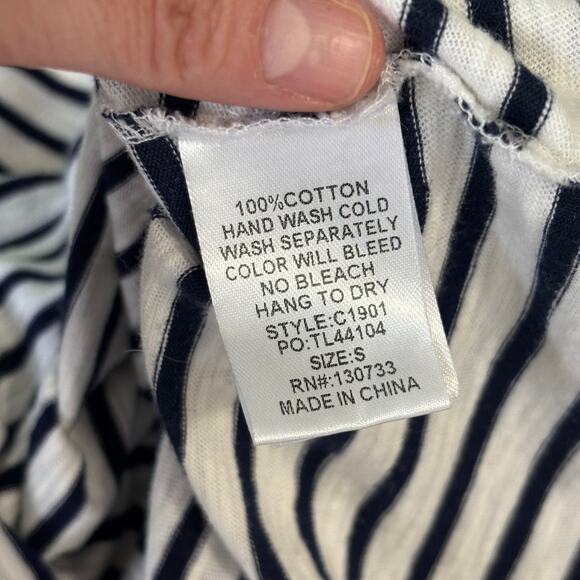 100%COTTON
HAND WASH COLD
WASH SEPARATELY
COLOR WILL BLEED
NO BLEACH
HANG TO DRY
STYLE:C1901
PO:TL44104
SIZE:S
RN#:130733
MADE IN CHINA